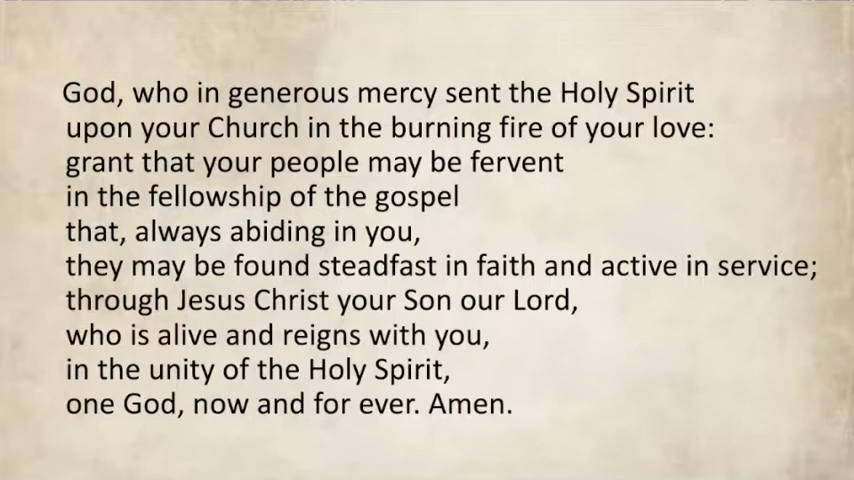 God, who in generous mercy sent the Holy Spirit
upon your Church in the burning fire of your love:
grant that your people may be fervent
in the fellowship of the gospel
that, always abiding in you,
they may be found steadfast in faith and active in service;
through Jesus Christ your Son our Lord,
who is alive and reigns with you,
in the unity of the Holy Spirit,
one God, now and for ever. Amen.